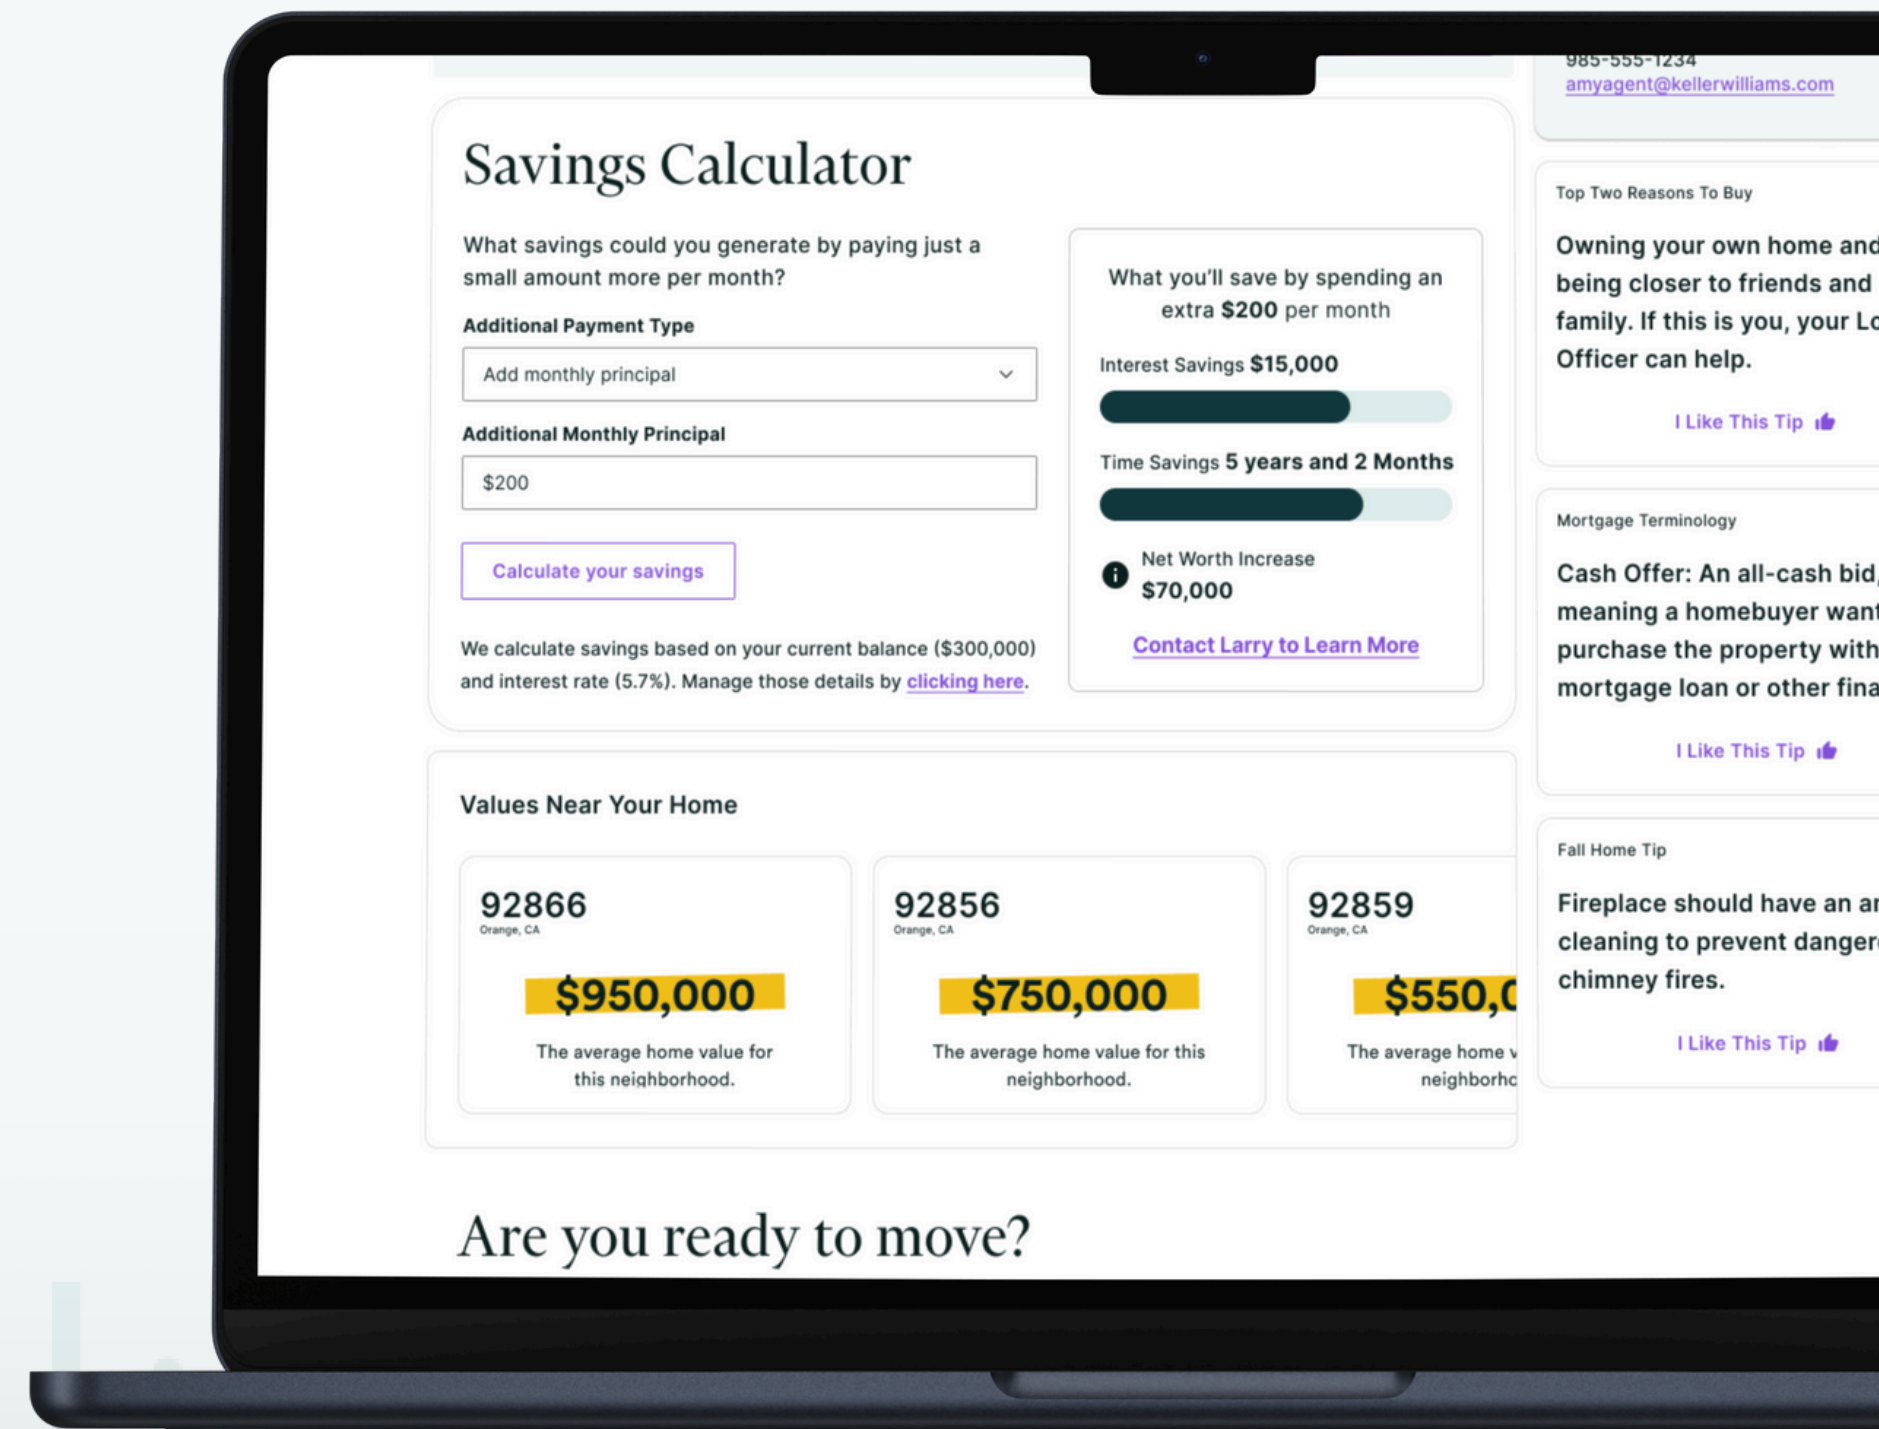 985-555-1234
amyagent@kellerwilliams.com
Savings Calculator
What savings could you generate by paying just a
small amount more per month?
Additional Payment Type
Add monthly principal
Additional Monthly Principal
$200
Calculate your savings
We calculate savings based on your current balance ($300,000)
and interest rate (5.7%). Manage those details by clicking here.
What you'll save by spending an
extra $200 per month
Interest Savings $15,000
Time Savings 5 years and 2 Months
Net Worth Increase
$70,000
Contact Larry to Learn More
Values Near Your Home
92866
Orange, CA
$950,000
The average home value for
this neighborhood.
92856
Orange, CA
$750,000
The average home value for this
neighborhood.
92859
Orange, CA
$550,0
The average home v
neighborho
Are you ready to move?
Top Two Reasons To Buy
Owning your own home and
being closer to friends and
family. If this is you, your Lo
Officer can help.
I Like This Tip
Mortgage Terminology
Cash Offer: An all-cash bid,
meaning a homebuyer want
purchase the property with
mortgage loan or other fina
I Like This Tip
Fall Home Tip
Fireplace should have an an
cleaning to prevent danger
chimney fires.
I Like This Tip